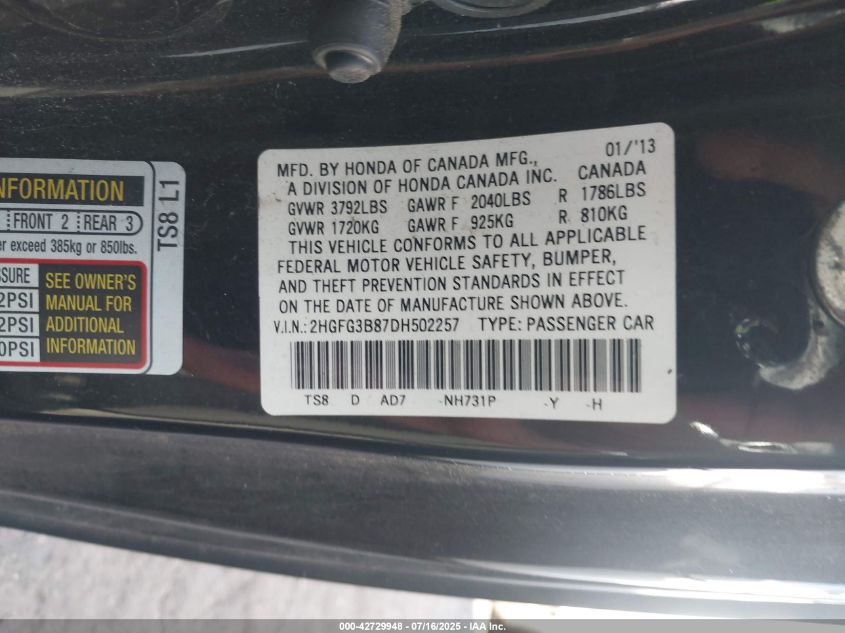 NFORMATION
FRONT 2 REAR 3
er exceed 385kg or 850lbs.
SSURE
2PSI
2PSI
0PSI
SEE OWNER'S
MANUAL FOR
ADDITIONAL
INFORMATION
TS8 L1
01/'13
MFD. BY HONDA OF CANADA MFG.,
A DIVISION OF HONDA CANADA INC. CANADA
GVWR 3792LBS GAWR F 2040LBS R 1786LBS
GVWR 1720KG GAWR F 925KG R 810KG
THIS VEHICLE CONFORMS TO ALL APPLICABLE
FEDERAL MOTOR VEHICLE SAFETY, BUMPER,
AND THEFT PREVENTION STANDARDS IN EFFECT
ON THE DATE OF MANUFACTURE SHOWN ABOVE.
V.I.N.: 2HGFG3B87DH502257 TYPE: PASSENGER CAR
TS8 D AD7 -NH731P -Y -H
000-42729948 - 07/16/2025 - IAA Inc.